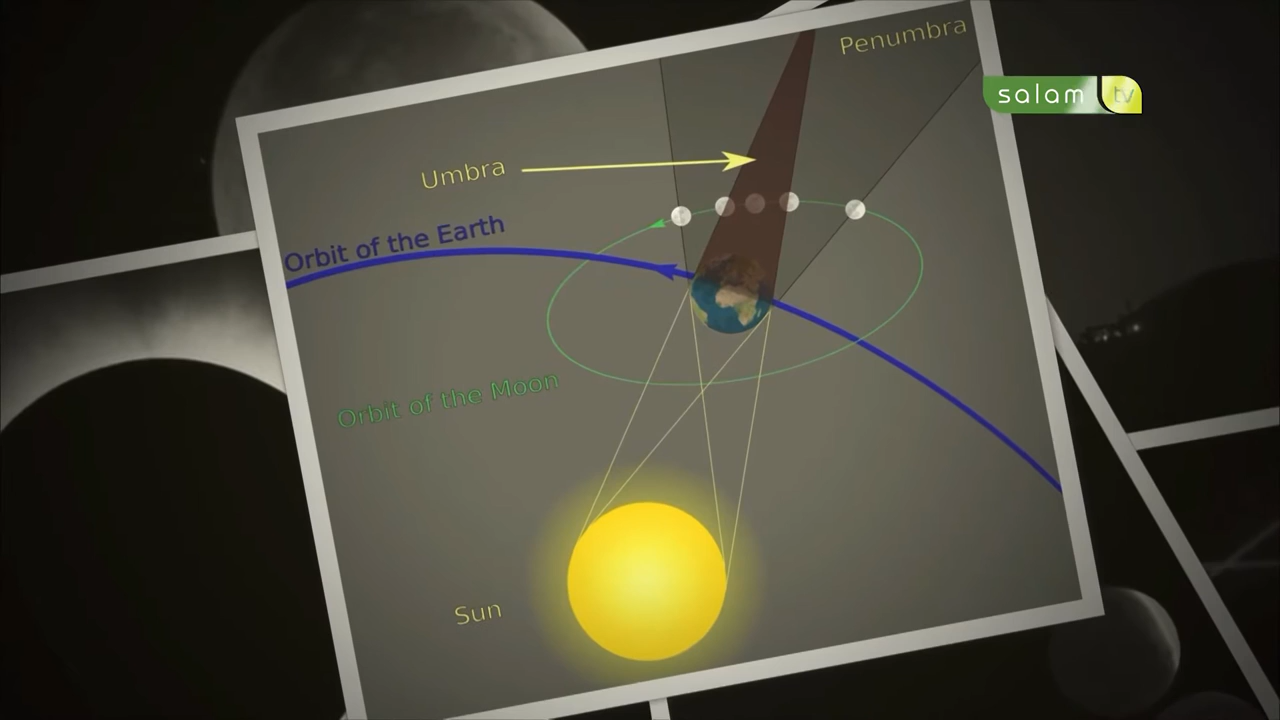 Penumbra
salam tv
Umbra
Orbit of the Earth
Orbit of the Moon
Sun